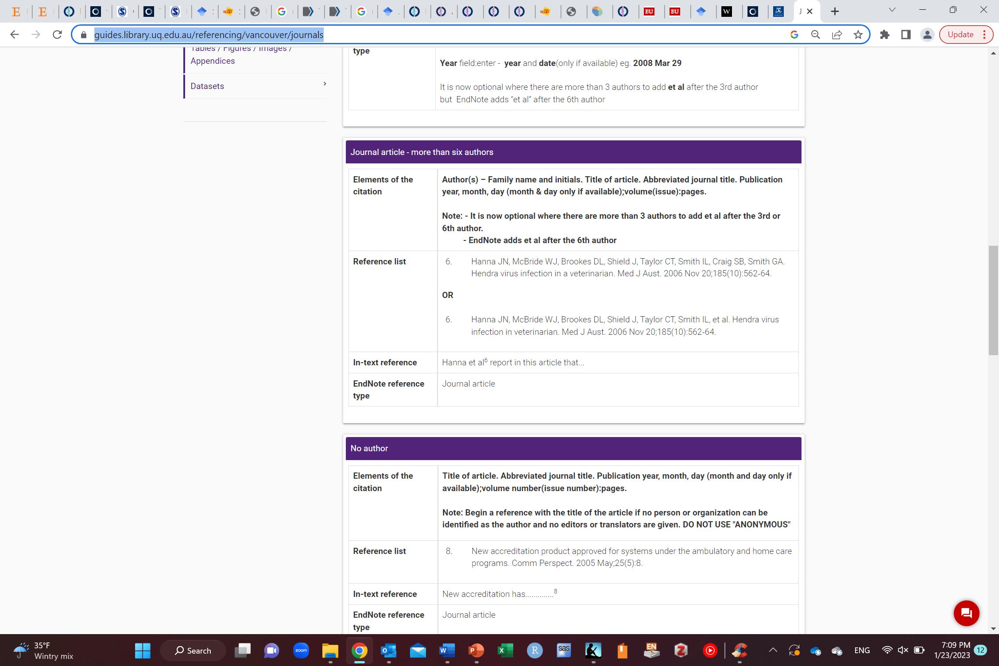 E
E
S
S
G
G
BU
BU
W
J
guides.library.uq.edu.au/referencing/vancouver/journals
G
Update
Tables / Figures / Images /
Appendices
Datasets
type
Year field:enter - year and date(only if available) eg. 2008 Mar 29
It is now optional where there are more than 3 authors to add et al after the 3rd author
but EndNote adds “et al” after the 6th author
Journal article - more than six authors
Elements of the
citation
Author(s) – Family name and initials. Title of article. Abbreviated journal title. Publication
year, month, day (month & day only if available);volume(issue):pages.
Note: - It is now optional where there are more than 3 authors to add et al after the 3rd or
6th author.
- EndNote adds et al after the 6th author
Reference list
6. Hanna JN, McBride WJ, Brookes DL, Shield J, Taylor CT, Smith IL, Craig SB, Smith GA.
Hendra virus infection in a veterinarian. Med J Aust. 2006 Nov 20;185(10):562-64.
OR
6. Hanna JN, McBride WJ, Brookes DL, Shield J, Taylor CT, Smith IL, et al. Hendra virus
infection in veterinarian. Med J Aust. 2006 Nov 20;185(10):562-64.
In-text reference
Hanna et al⁶ report in this article that...
EndNote reference
type
Journal article
No author
Elements of the
citation
Title of article. Abbreviated journal title. Publication year, month, day (month and day only if
available);volume number(issue number):pages.
Note: Begin a reference with the title of the article if no person or organization can be
identified as the author and no editors or translators are given. DO NOT USE "ANONYMOUS"
Reference list
8. New accreditation product approved for systems under the ambulatory and home care
programs. Comm Perspect. 2005 May;25(5):8.
In-text reference
New accreditation has..............⁸
EndNote reference
type
Journal article
35°F
Wintry mix
Search
zoom
O
W
P
X
R
sas
EN
Z
ENG
7:09 PM
1/23/2023
12